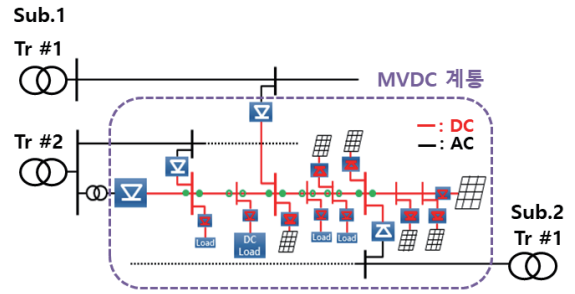 Sub.1
Tr #1
MVDC 계통
: DC
: AC
Tr #2
Load
DC
Load
Load
Load
Sub.2
Tr #1